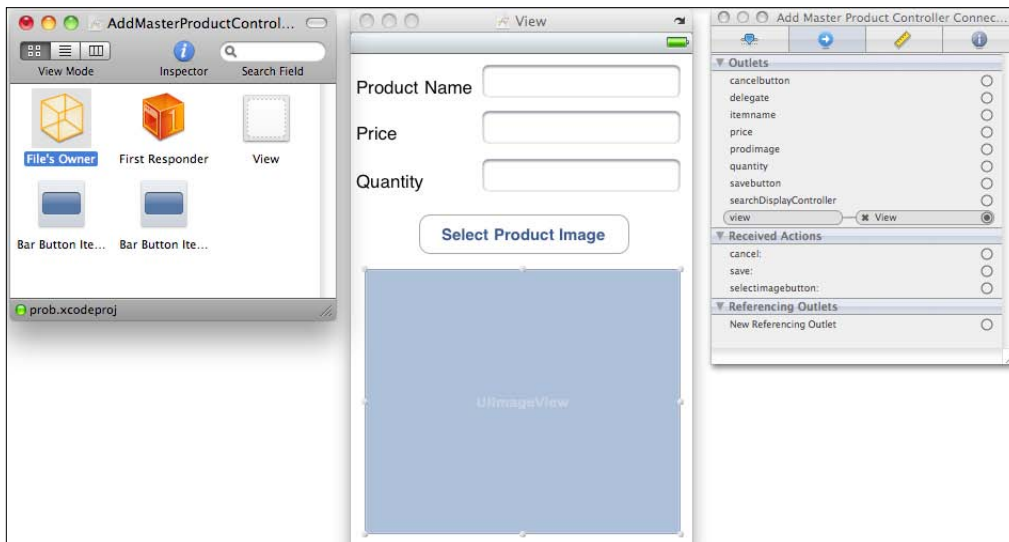 AddMasterProductControl...
View Mode
Inspector
Search Field
File's Owner
First Responder
View
Bar Button Ite...
Bar Button Ite...
prob.xcodeproj
View
Product Name
Price
Quantity
Select Product Image
UIImageView
Add Master Product Controller Connec...
Outlets
cancelbutton
delegate
itemname
price
prodimage
quantity
savebutton
searchDisplayController
view
View
Received Actions
cancel:
save:
selectimagebutton:
Referencing Outlets
New Referencing Outlet